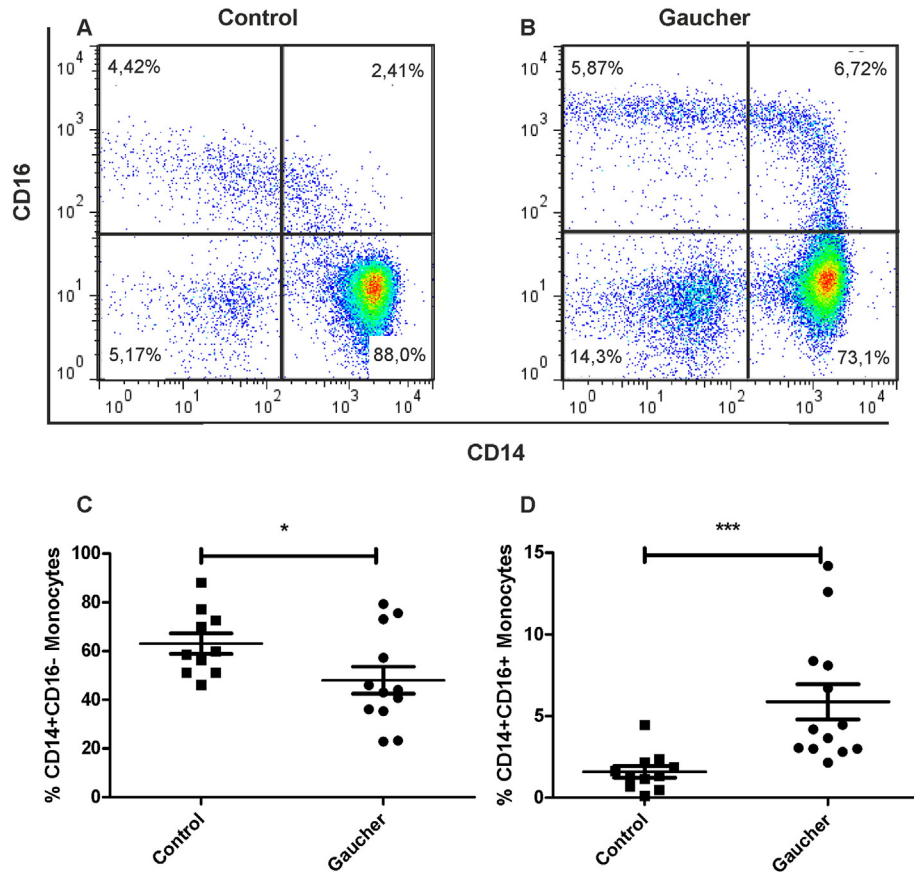 Control
Gaucher
A
B
4,42%
2,41%
5,87%
6,72%
10⁴
10³
10²
10¹
10⁰
10⁴
10³
10²
10¹
10⁰
CD16
5,17%
88,0%
14,3%
73,1%
10⁰ 10¹ 10² 10³ 10⁴
10⁰ 10¹ 10² 10³ 10⁴
CD14
C
D
*
***
% CD14+CD16- Monocytes
100
80
60
40
20
0
Control
Gaucher
% CD14+CD16+ Monocytes
15
10
5
0
Control
Gaucher